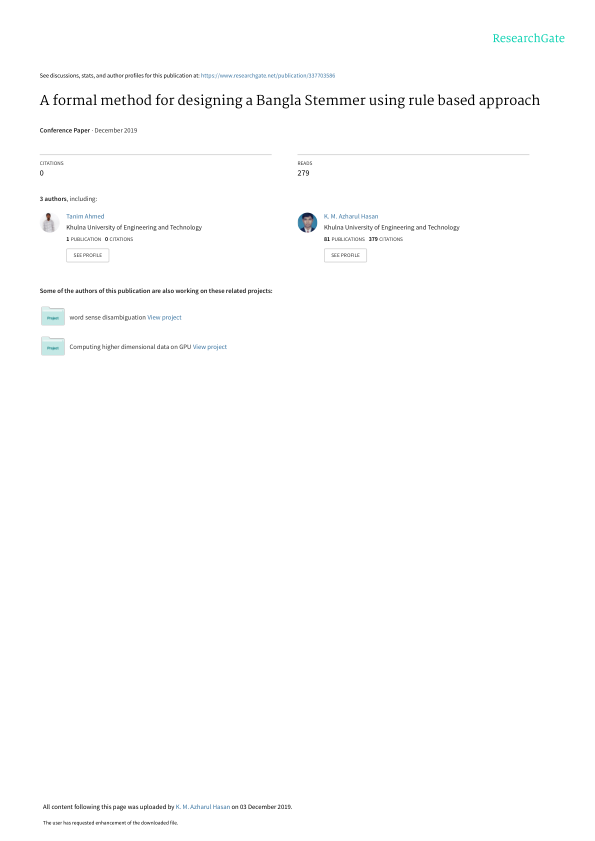 ResearchGate
See discussions, stats, and author profiles for this publication at: https://www.researchgate.net/publication/337703586
A formal method for designing a Bangla Stemmer using rule based approach
Conference Paper · December 2019
CITATIONS
0
READS
279
3 authors, including:
Tanim Ahmed
Khulna University of Engineering and Technology
1 PUBLICATION 0 CITATIONS
SEE PROFILE
K. M. Azharul Hasan
Khulna University of Engineering and Technology
81 PUBLICATIONS 379 CITATIONS
SEE PROFILE
Some of the authors of this publication are also working on these related projects:
Project
word sense disambiguation View project
Project
Computing higher dimensional data on GPU View project
All content following this page was uploaded by K. M. Azharul Hasan on 03 December 2019.
The user has requested enhancement of the downloaded file.